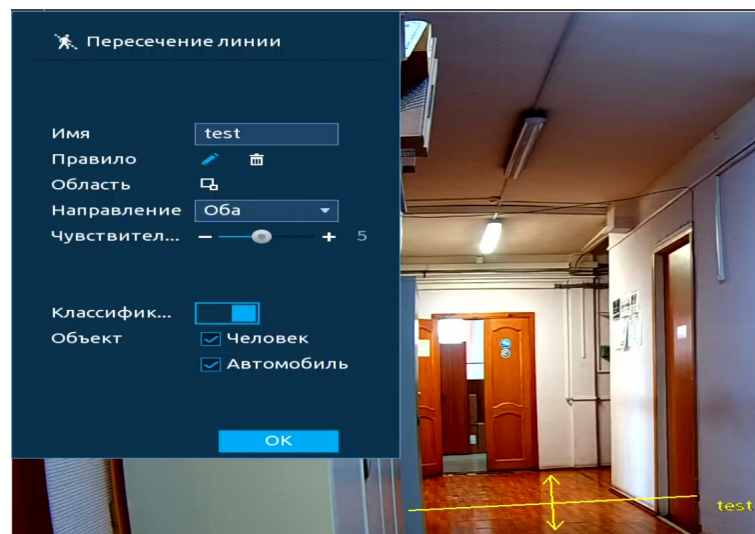 Пересечение линии
Имя test
Правило
Область
Направление Оба
Чувствител... − + 5
Классифик...
Объект Человек
Автомобиль
OK
test